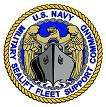 U.S. NAVY
MILITARY SEALIFT FLEET SUPPORT COMMAND